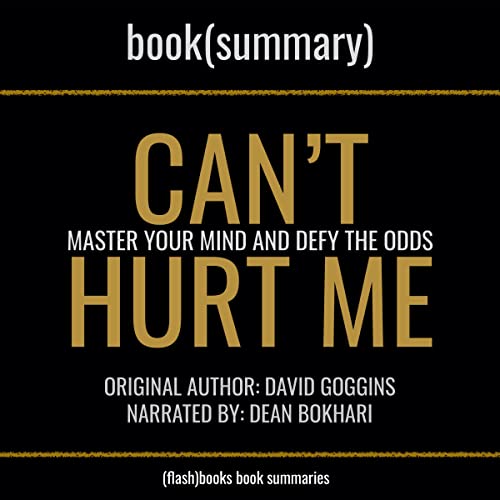 book(summary)
CAN'T
MASTER YOUR MIND AND DEFY THE ODDS
HURT ME
ORIGINAL AUTHOR: DAVID GOGGINS
NARRATED BY: DEAN BOKHARI
(flash)books book summaries